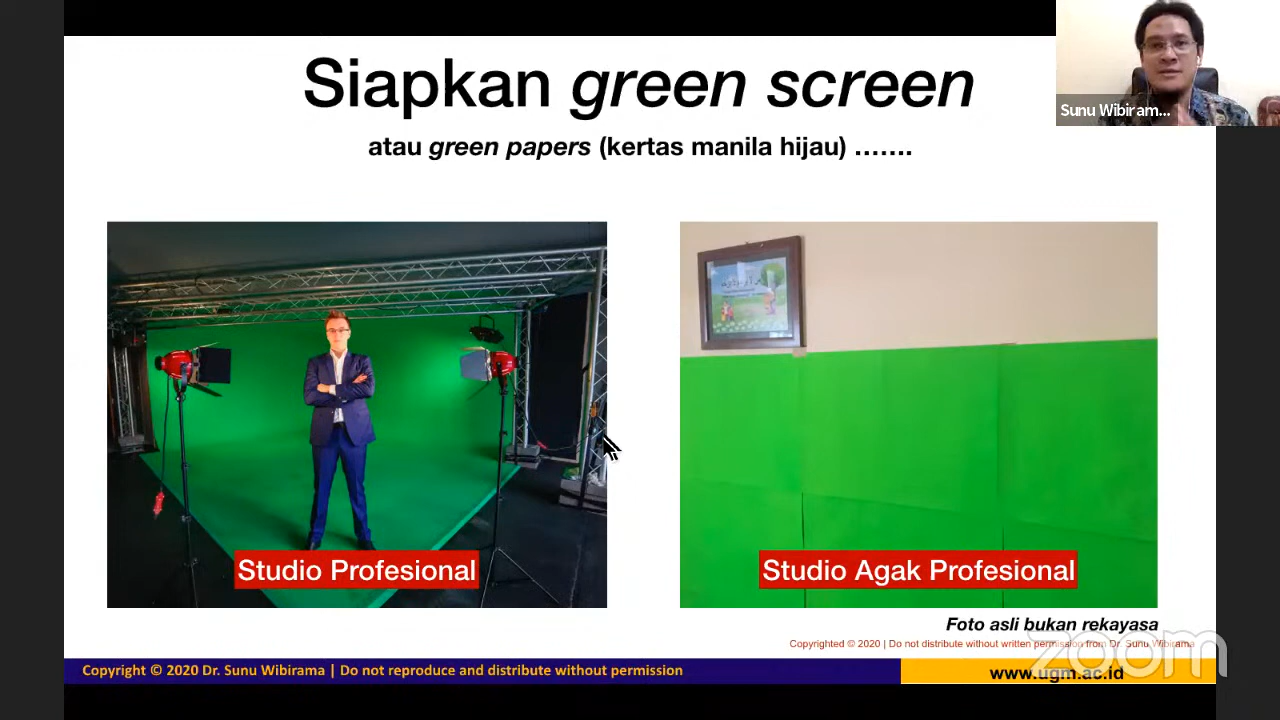 Siapkan green screen
atau green papers (kertas manila hijau) .......
Sunu Wibiram...
Studio Profesional
Studio Agak Profesional
Foto asli bukan rekayasa
Copyrighted © 2020 | Do not distribute without written permission from Dr. Sunu Wibirama
zoom
Copyright © 2020 Dr. Sunu Wibirama | Do not reproduce and distribute without permission
www.ugm.ac.id